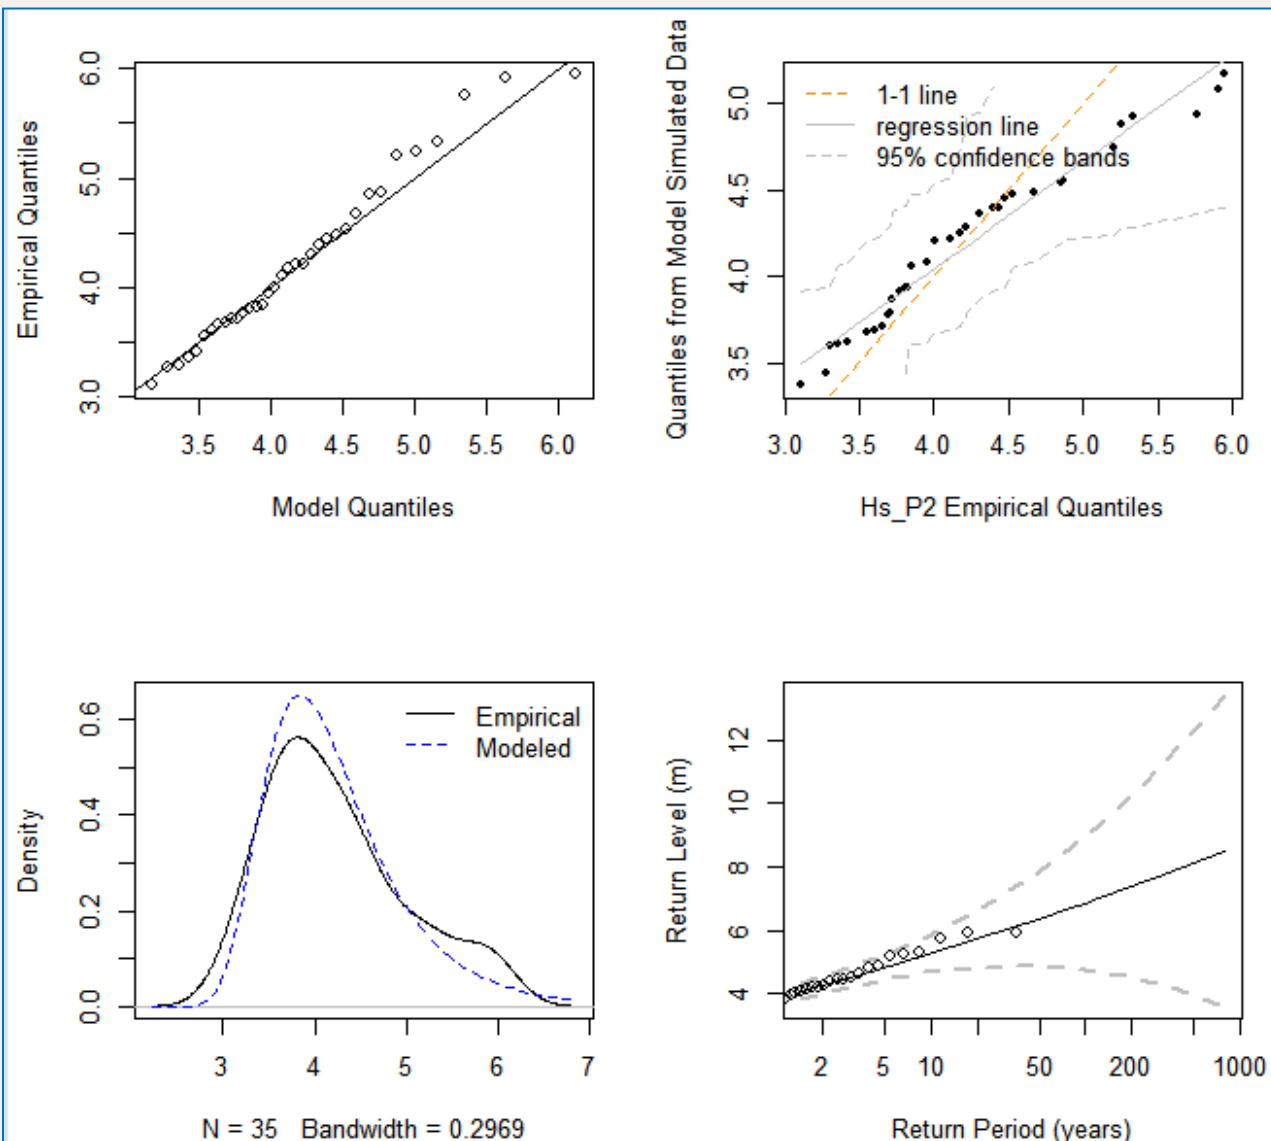 Empirical Quantiles
6.0
5.0
4.0
3.0
3.5 4.0 4.5 5.0 5.5 6.0
Model Quantiles
Quantiles from Model Simulated Data
5.0
4.5
4.0
3.5
1-1 line
regression line
95% confidence bands
3.0 3.5 4.0 4.5 5.0 5.5 6.0
Hs_P2 Empirical Quantiles
Density
0.6
0.4
0.2
0.0
Empirical
Modeled
3 4 5 6 7
N = 35 Bandwidth = 0.2969
Return Level (m)
12
10
8
6
4
2 5 10 50 200 1000
Return Period (years)